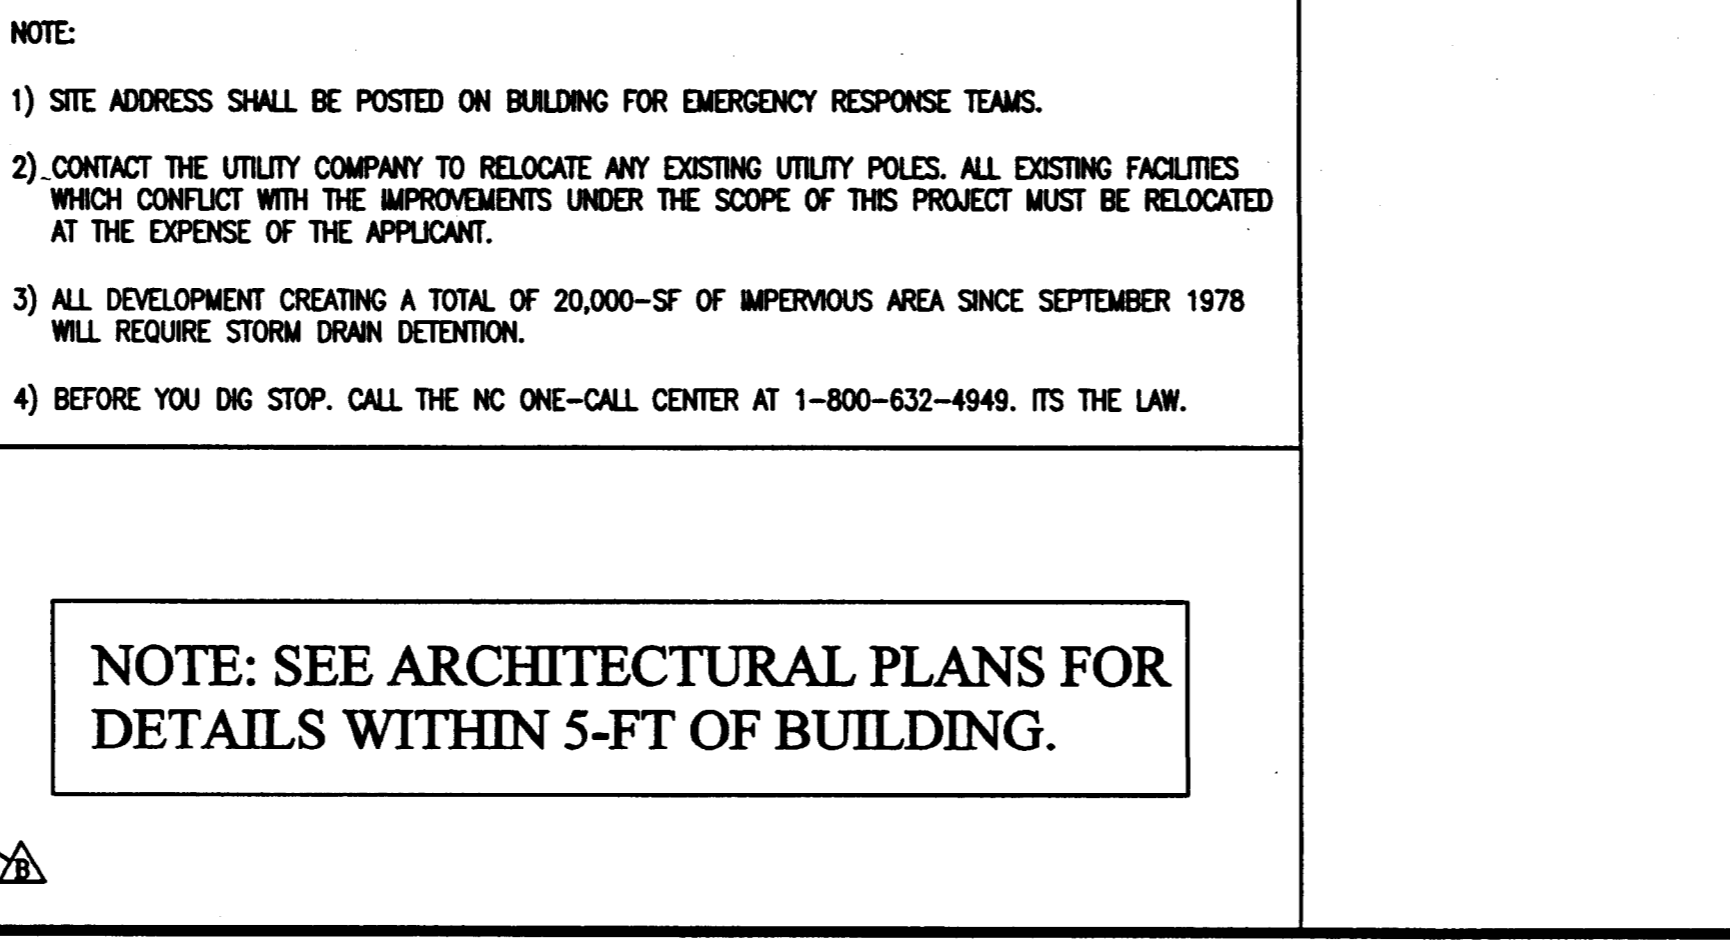 NOTE:
1) SITE ADDRESS SHALL BE POSTED ON BUILDING FOR EMERGENCY RESPONSE TEAMS.
2) CONTACT THE UTILITY COMPANY TO RELOCATE ANY EXISTING UTILITY POLES. ALL EXISTING FACILITIES
WHICH CONFLICT WITH THE IMPROVEMENTS UNDER THE SCOPE OF THIS PROJECT MUST BE RELOCATED
AT THE EXPENSE OF THE APPLICANT.
3) ALL DEVELOPMENT CREATING A TOTAL OF 20,000-SF OF IMPERVIOUS AREA SINCE SEPTEMBER 1978
WILL REQUIRE STORM DRAIN DETENTION.
4) BEFORE YOU DIG STOP. CALL THE NC ONE-CALL CENTER AT 1-800-632-4949. ITS THE LAW.
NOTE: SEE ARCHITECTURAL PLANS FOR
DETAILS WITHIN 5-FT OF BUILDING.
B